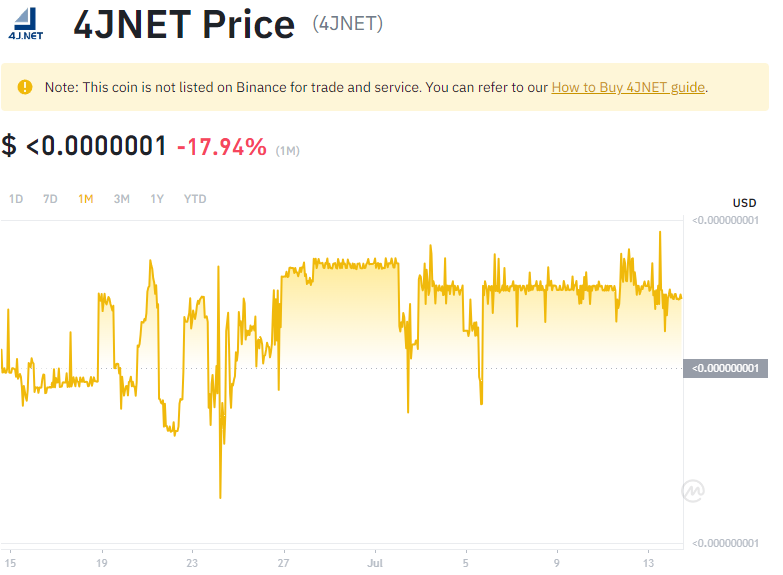 4J.NET
4JNET Price (4JNET)
Note: This coin is not listed on Binance for trade and service. You can refer to our How to Buy 4JNET guide.
$ <0.0000001 -17.94% (1M)
1D 7D 1M 3M 1Y YTD
USD
<0.000000001
<0.000000001
<0.000000001
15 19 23 27 Jul 5 9 13